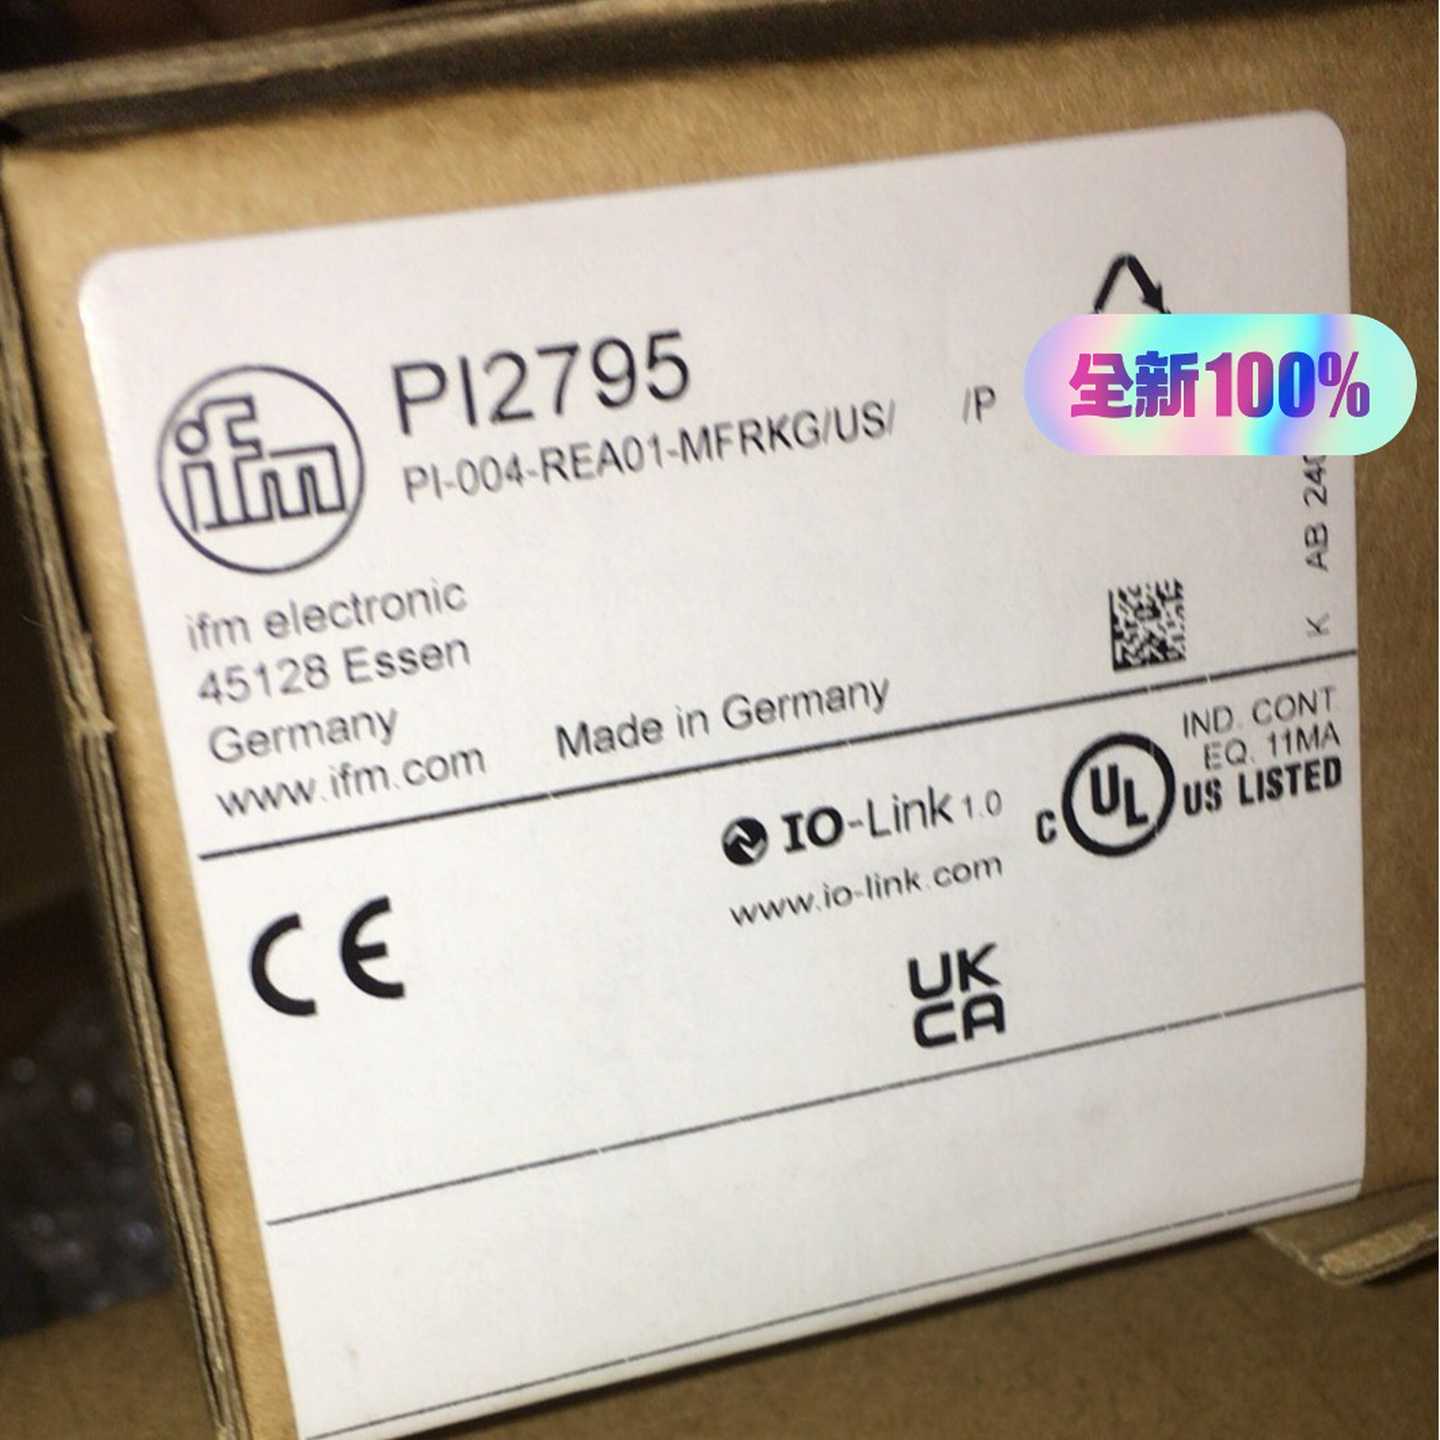 PI2795
PI-004-REA01-MFRKG/US/ /P
全新100%
ifm
ifm electronic
45128 Essen
Germany
www.ifm.com
Made in Germany
K AB
IO-Link 1.0
www.io-link.com
IND. CONT
EQ. 11MA
C UL US LISTED
CE
UK
CA